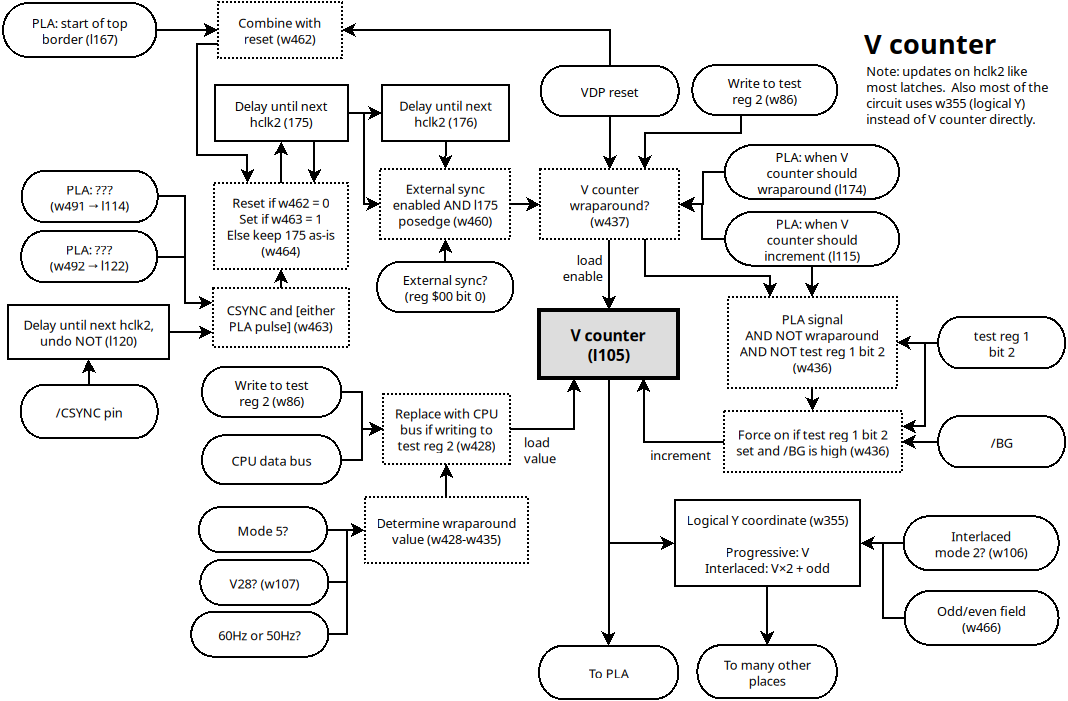 V counter
Note: updates on hclk2 like
most latches. Also most of the
circuit uses w355 (logical Y)
instead of V counter directly.
PLA: start of top
border (l167)
Combine with
reset (w462)
VDP reset
Write to test
reg 2 (w86)
Delay until next
hclk2 (175)
Delay until next
hclk2 (176)
PLA: ???
(w491 → l114)
PLA: ???
(w492 → l122)
Reset if w462 = 0
Set if w463 = 1
Else keep 175 as-is
(w464)
External sync
enabled AND l175
posedge (w460)
V counter
wraparound?
(w437)
PLA: when V
counter should
wraparound (l174)
PLA: when V
counter should
increment (l115)
External sync?
(reg $00 bit 0)
load
enable
Delay until next hclk2,
undo NOT (l120)
CSYNC and [either
PLA pulse] (w463)
V counter
(l105)
PLA signal
AND NOT wraparound
AND NOT test reg 1 bit 2
(w436)
test reg 1
bit 2
/CSYNC pin
Write to test
reg 2 (w86)
CPU data bus
Replace with CPU
bus if writing to
test reg 2 (w428)
load
value
increment
Force on if test reg 1 bit 2
set and /BG is high (w436)
/BG
Mode 5?
V28? (w107)
60Hz or 50Hz?
Determine wraparound
value (w428-w435)
Logical Y coordinate (w355)
Progressive: V
Interlaced: V×2 + odd
Interlaced
mode 2? (w106)
Odd/even field
(w466)
To PLA
To many other
places